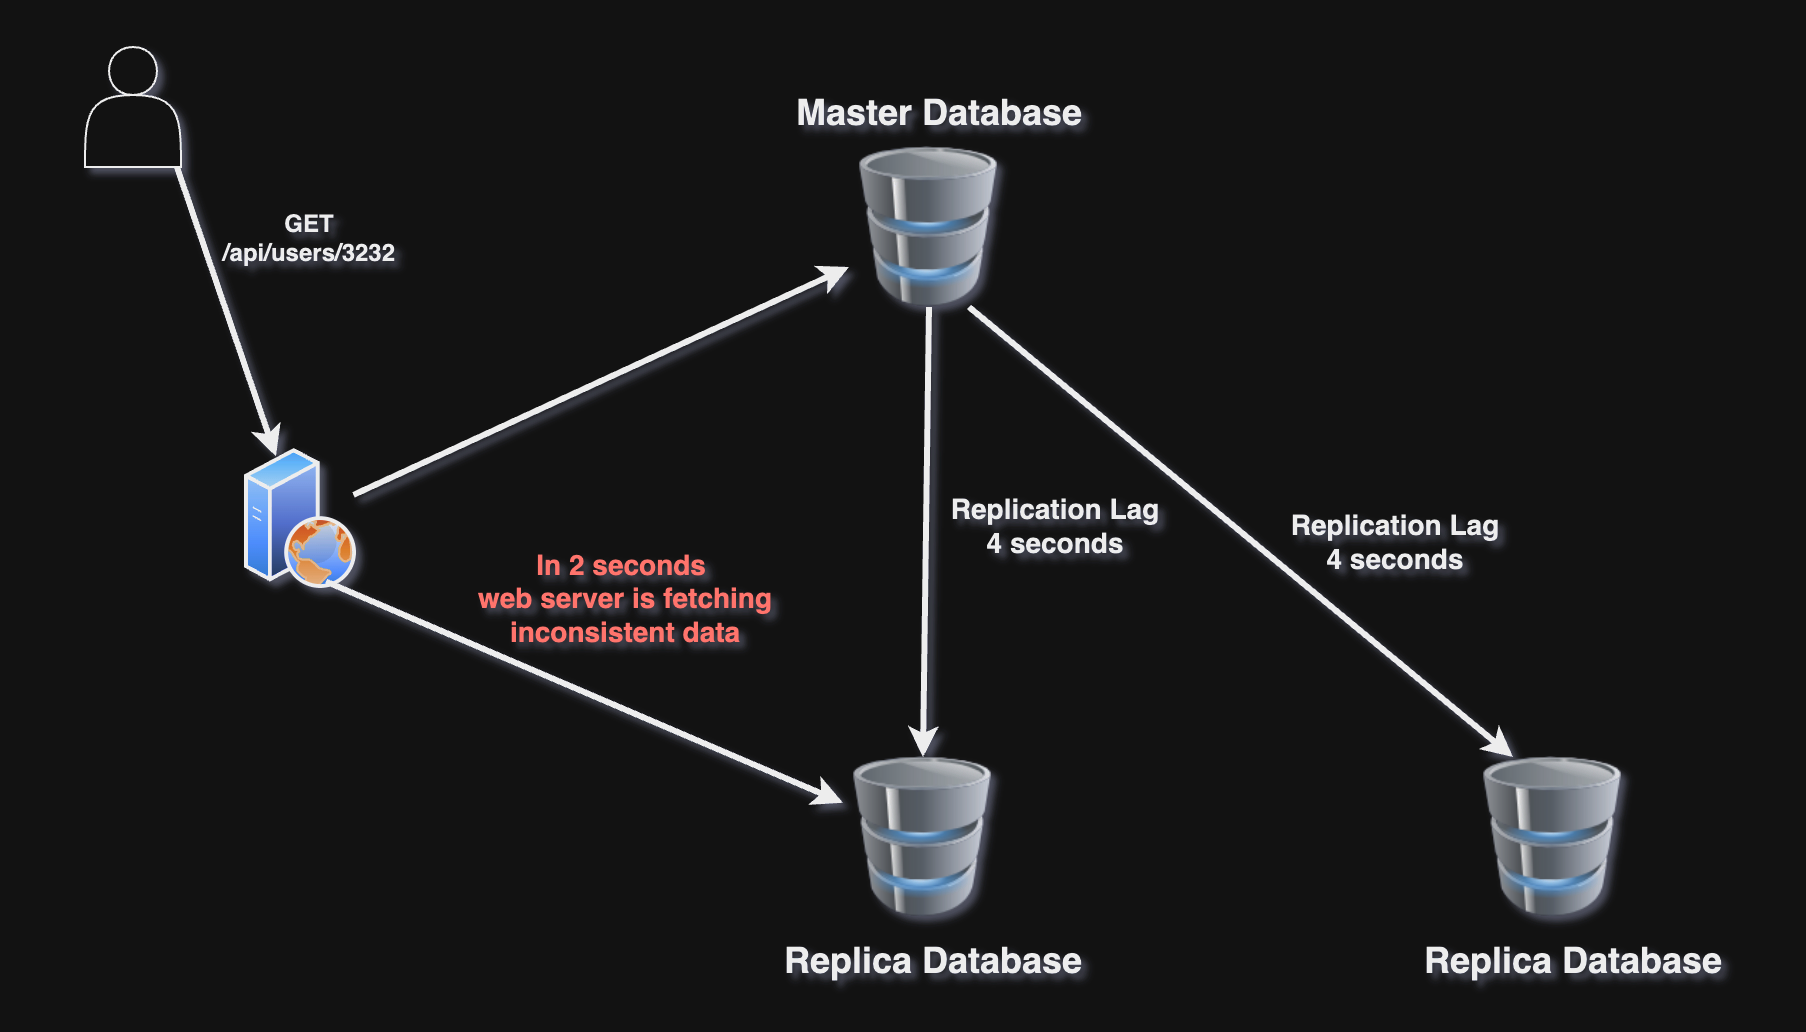 Master Database
GET
/api/users/3232
Replication Lag
4 seconds
Replication Lag
4 seconds
In 2 seconds
web server is fetching
inconsistent data
Replica Database
Replica Database